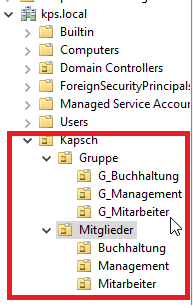 kps.local
Builtin
Computers
Domain Controllers
ForeignSecurityPrincipals
Managed Service Accou
Users
Kapsch
Gruppe
G_Buchhaltung
G_Management
G_Mitarbeiter
Mitglieder
Buchhaltung
Management
Mitarbeiter